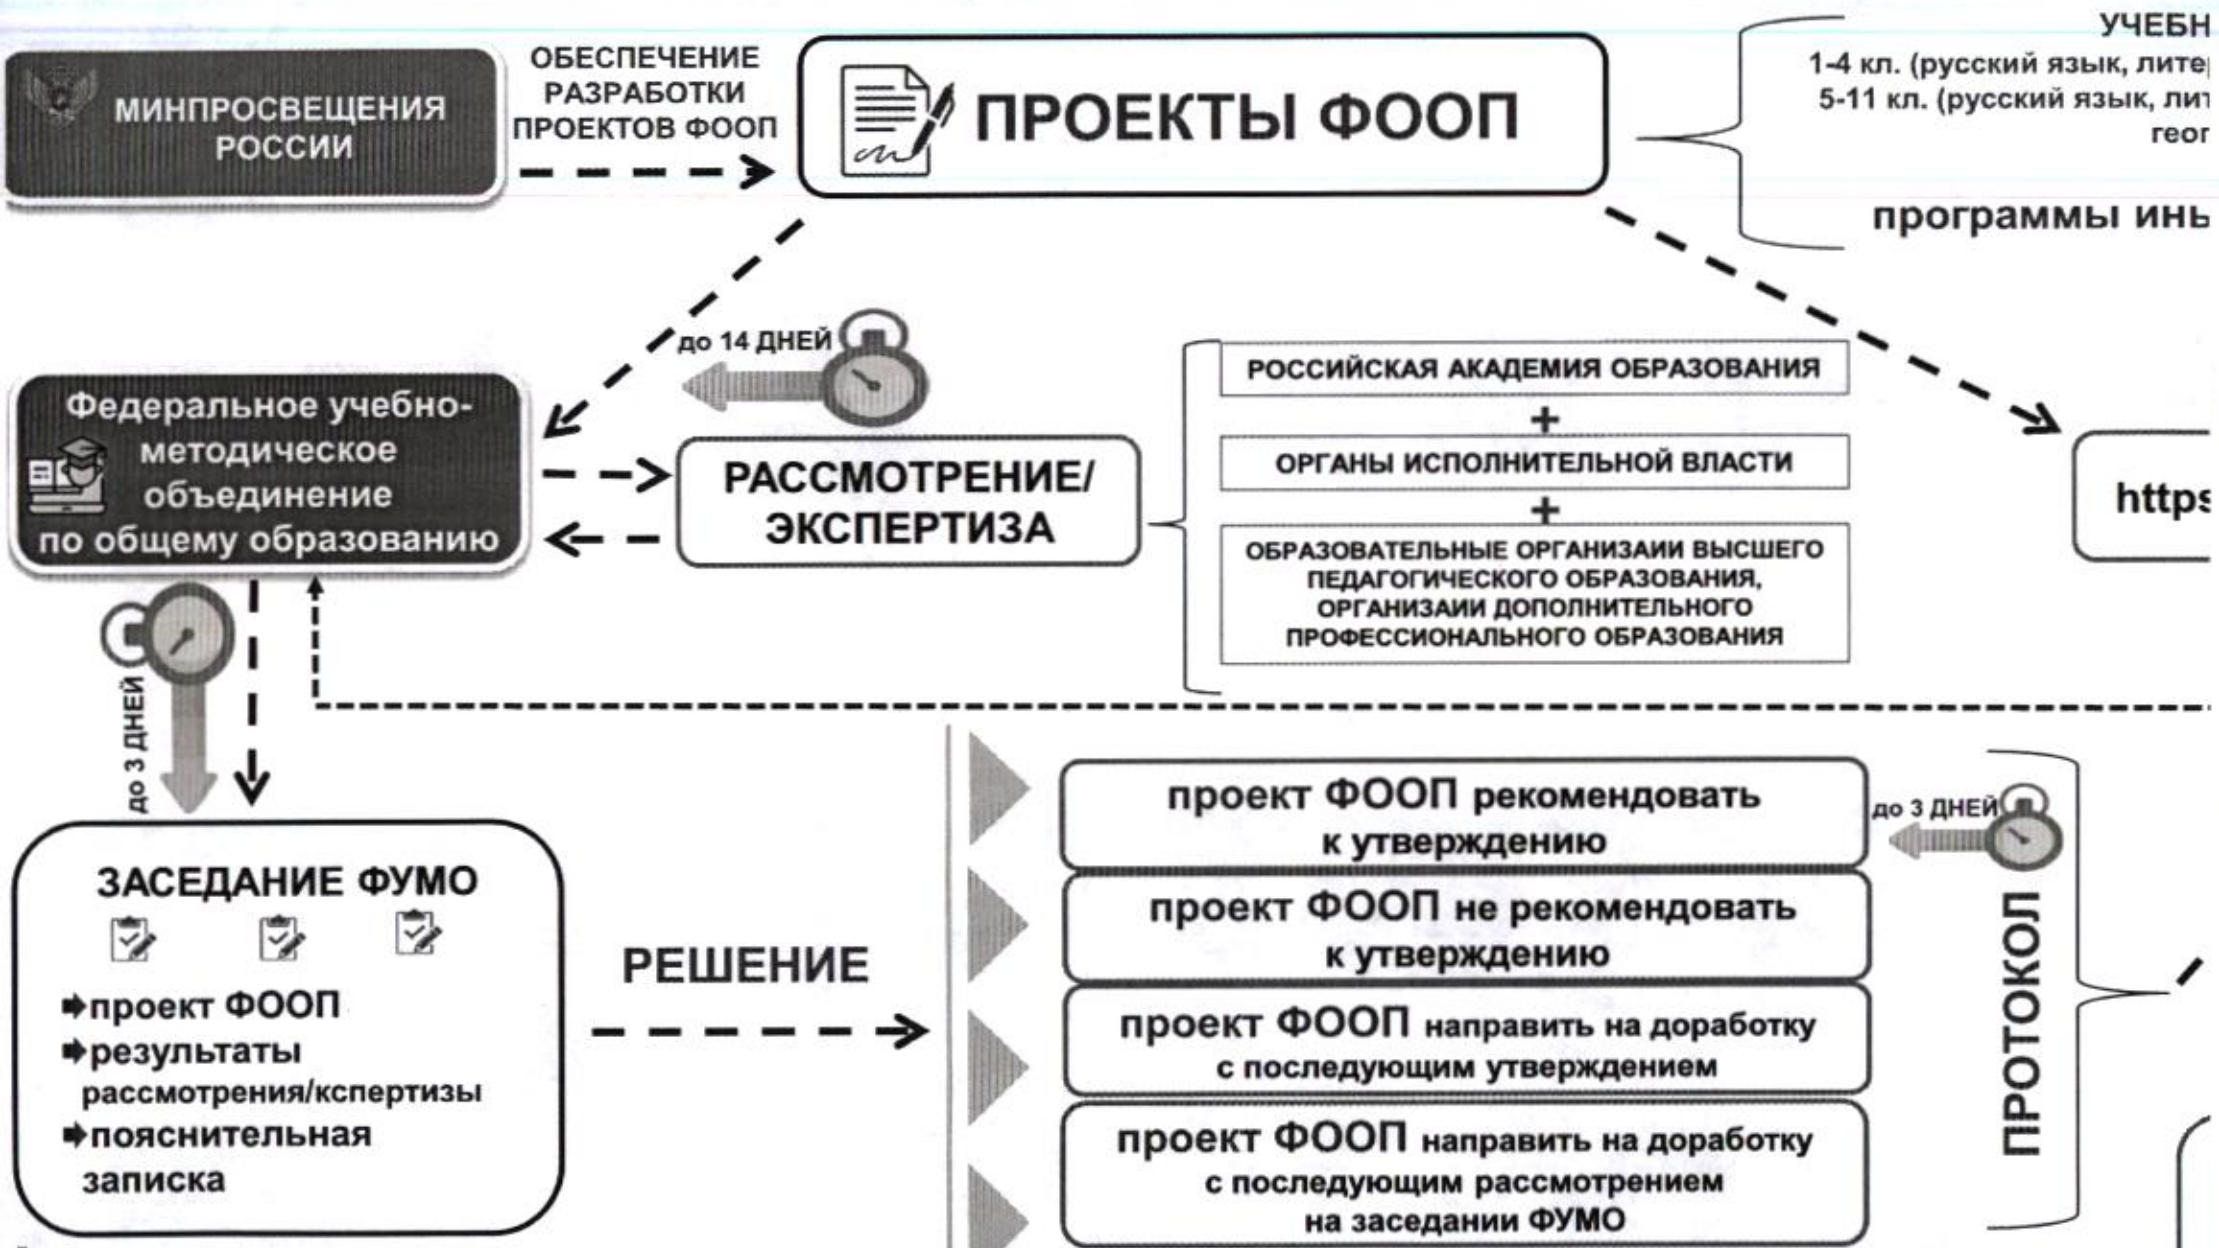 МИНПРОСВЕЩЕНИЯ
РОССИИ
ОБЕСПЕЧЕНИЕ
РАЗРАБОТКИ
ПРОЕКТОВ ФООП
ПРОЕКТЫ ФООП
1-4 кл. (русский язык,
5-11 кл. (русский язык,
программы
до 14 ДНЕЙ
Федеральное учебно-
методическое
объединение
по общему образованию
РАССМОТРЕНИЕ/
ЭКСПЕРТИЗА
РОССИЙСКАЯ АКАДЕМИЯ ОБРАЗОВАНИЯ
+
ОРГАНЫ ИСПОЛНИТЕЛЬНОЙ ВЛАСТИ
+
ОБРАЗОВАТЕЛЬНЫЕ ОРГАНИЗАИИ ВЫСШЕГО
ПЕДАГОГИЧЕСКОГО ОБРАЗОВАНИЯ,
ОРГАНИЗАИИ ДОПОЛНИТЕЛЬНОГО
ПРОФЕССИОНАЛЬНОГО ОБРАЗОВАНИЯ
https
до 3 ДНЕЙ
ЗАСЕДАНИЕ ФУМО
проект ФООП
результаты
рассмотрения/кспертизы
пояснительная
записка
РЕШЕНИЕ
проект ФООП рекомендовать
к утверждению
проект ФООП не рекомендовать
к утверждению
проект ФООП направить на доработку
с последующим утверждением
проект ФООП направить на доработку
с последующим рассмотрением
на заседании ФУМО
до 3 ДНЕЙ
ПРОТОКОЛ